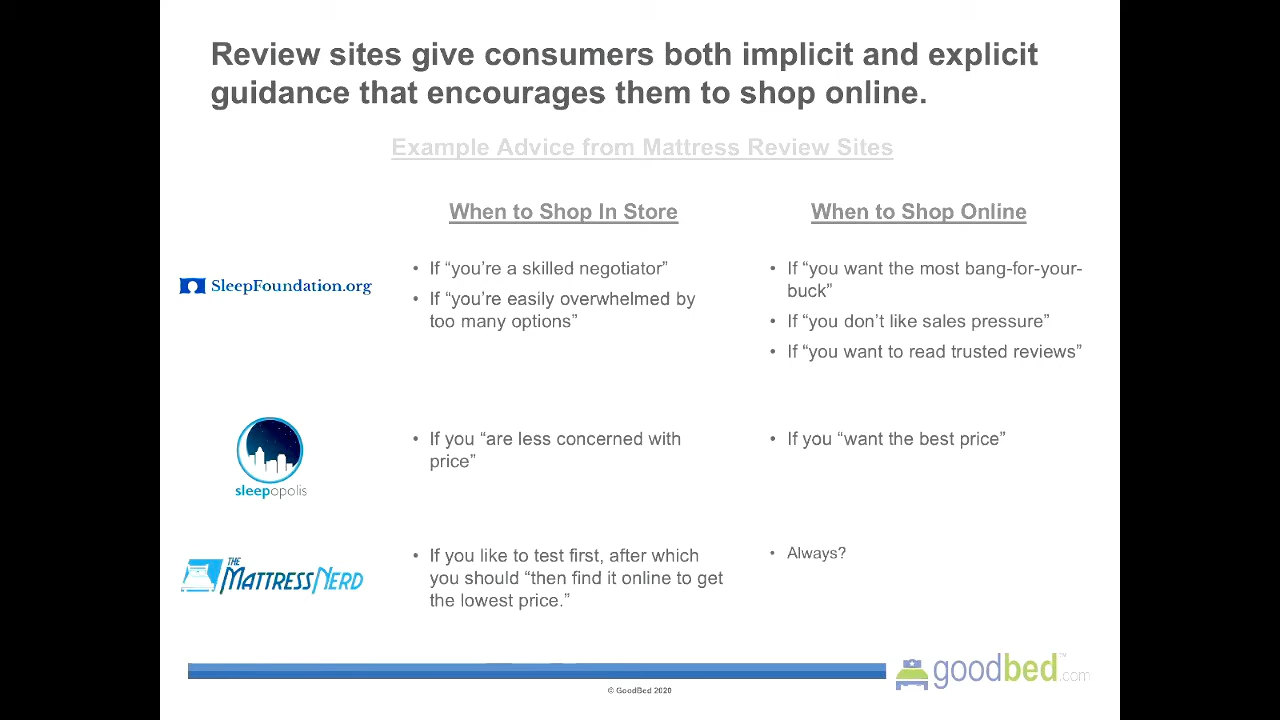 Review sites give consumers both implicit and explicit
guidance that encourages them to shop online.
Example Advice from Mattress Review Sites
When to Shop In Store
When to Shop Online
SleepFoundation.org
• If “you’re a skilled negotiator”
• If “you’re easily overwhelmed by
too many options”
• If “you want the most bang-for-your-
buck”
• If “you don’t like sales pressure”
• If “you want to read trusted reviews”
sleepopolis
• If you “are less concerned with
price”
• If you “want the best price”
THE
MATTRESS NERD
• If you like to test first, after which
you should “then find it online to get
the lowest price.”
• Always?
goodbed.com™
© GoodBed 2020